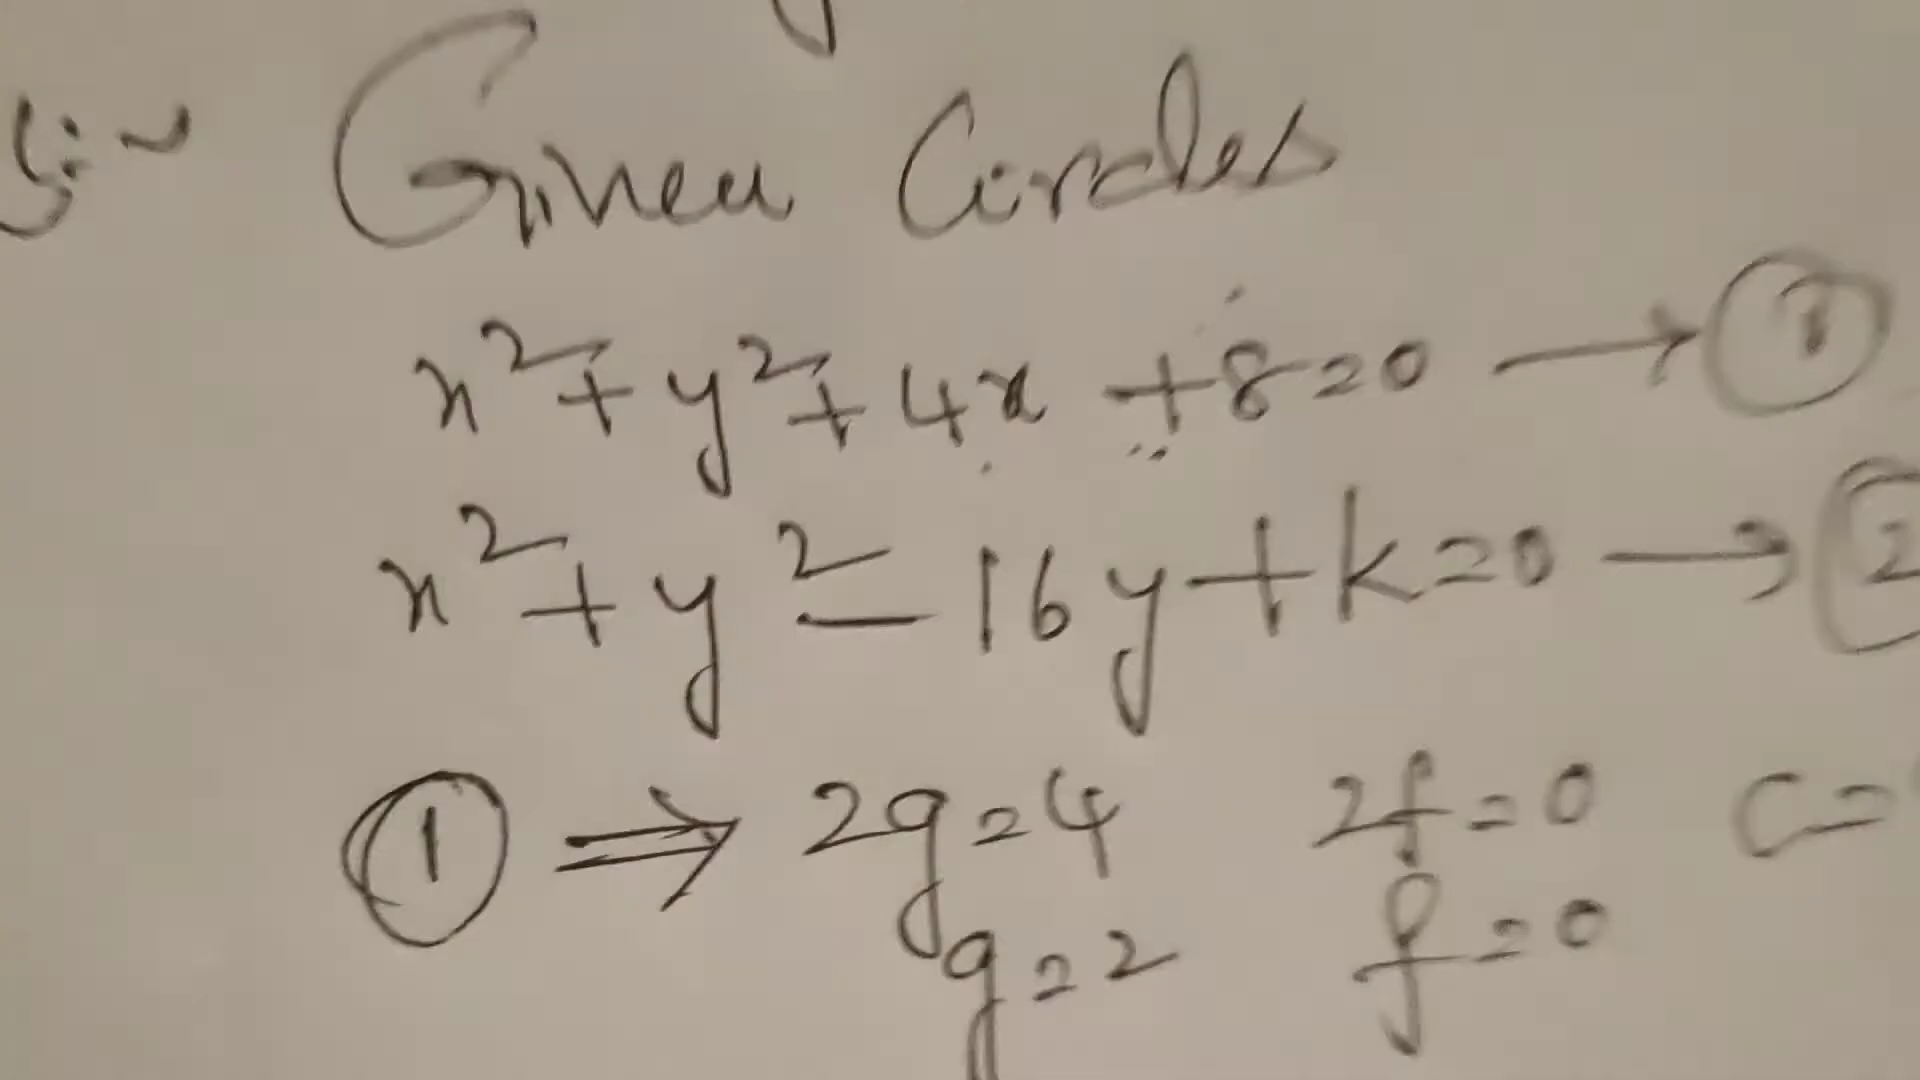 S:- Given Circles
x²+y²+4x+8=0 → ①
x²+y²-16y+k=0 → ②
① ⇒ 2g=4 2f=0 c=
g=2 f=0